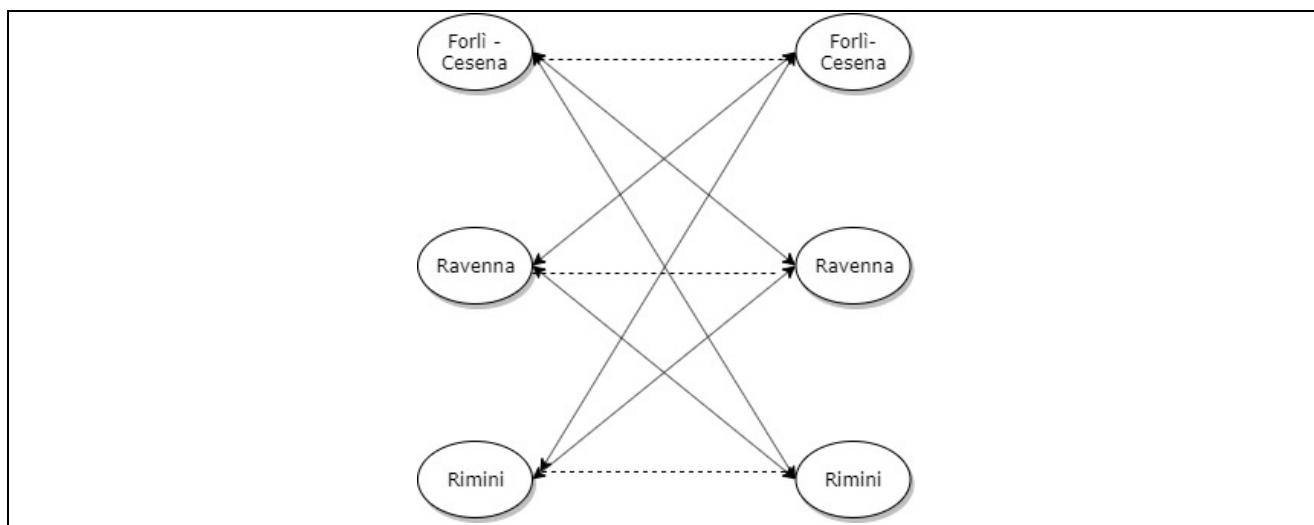 Forlì -
Cesena
Forlì-
Cesena
Ravenna
Ravenna
Rimini
Rimini